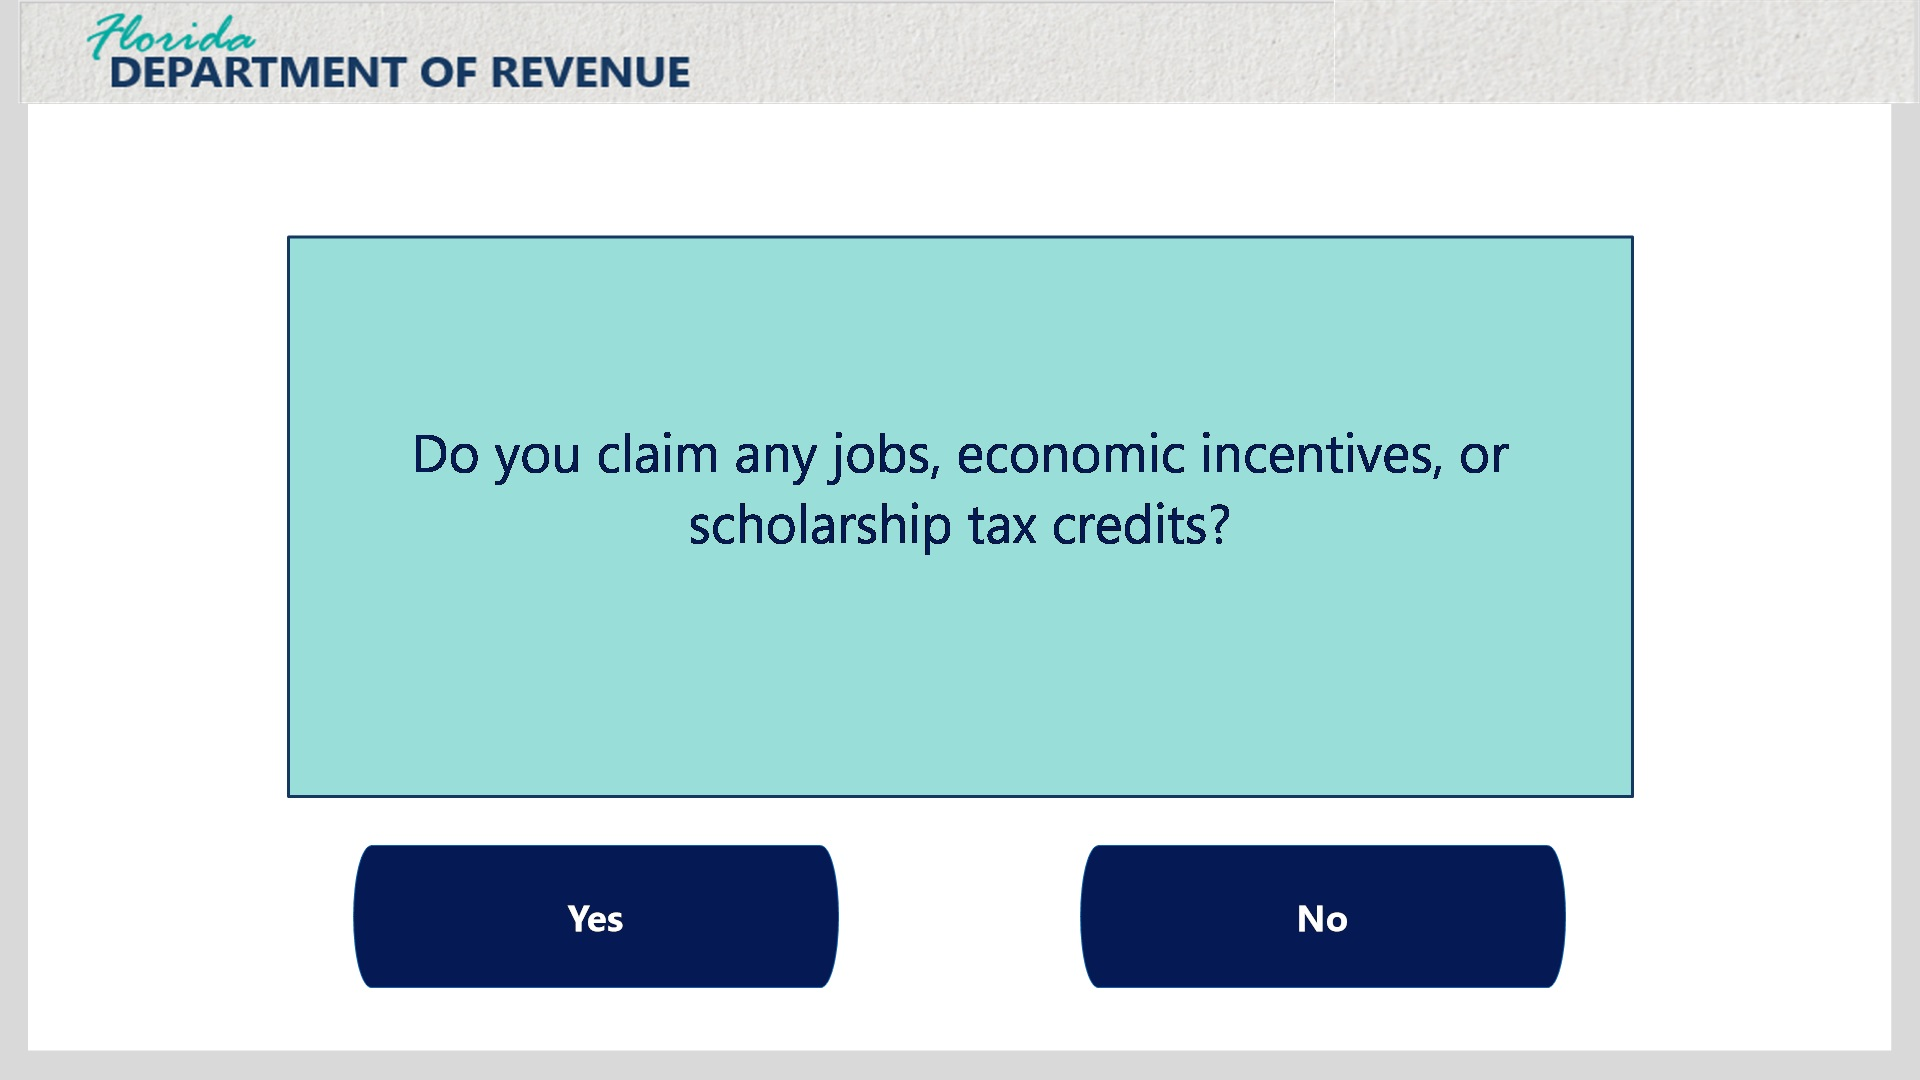 Florida
DEPARTMENT OF REVENUE
Do you claim any jobs, economic incentives, or
scholarship tax credits?
Yes
No